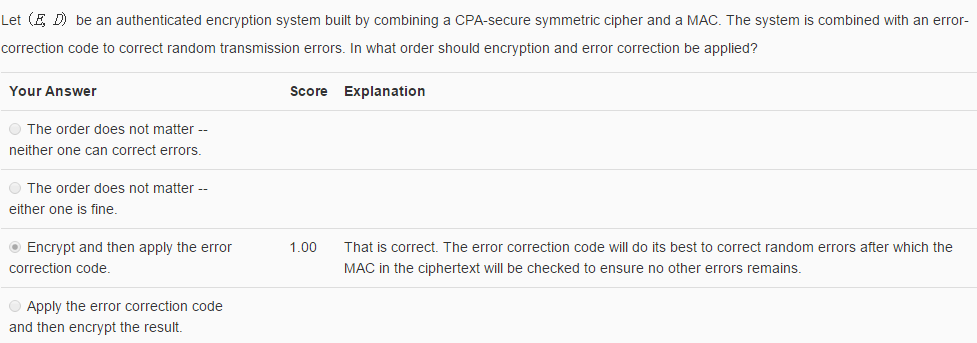 Let (E, D) be an authenticated encryption system built by combining a CPA-secure symmetric cipher and a MAC. The system is combined with an error-
correction code to correct random transmission errors. In what order should encryption and error correction be applied?
Your Answer Score Explanation
The order does not matter --
neither one can correct errors.
The order does not matter --
either one is fine.
Encrypt and then apply the error 1.00 That is correct. The error correction code will do its best to correct random errors after which the
correction code. MAC in the ciphertext will be checked to ensure no other errors remains.
Apply the error correction code
and then encrypt the result.